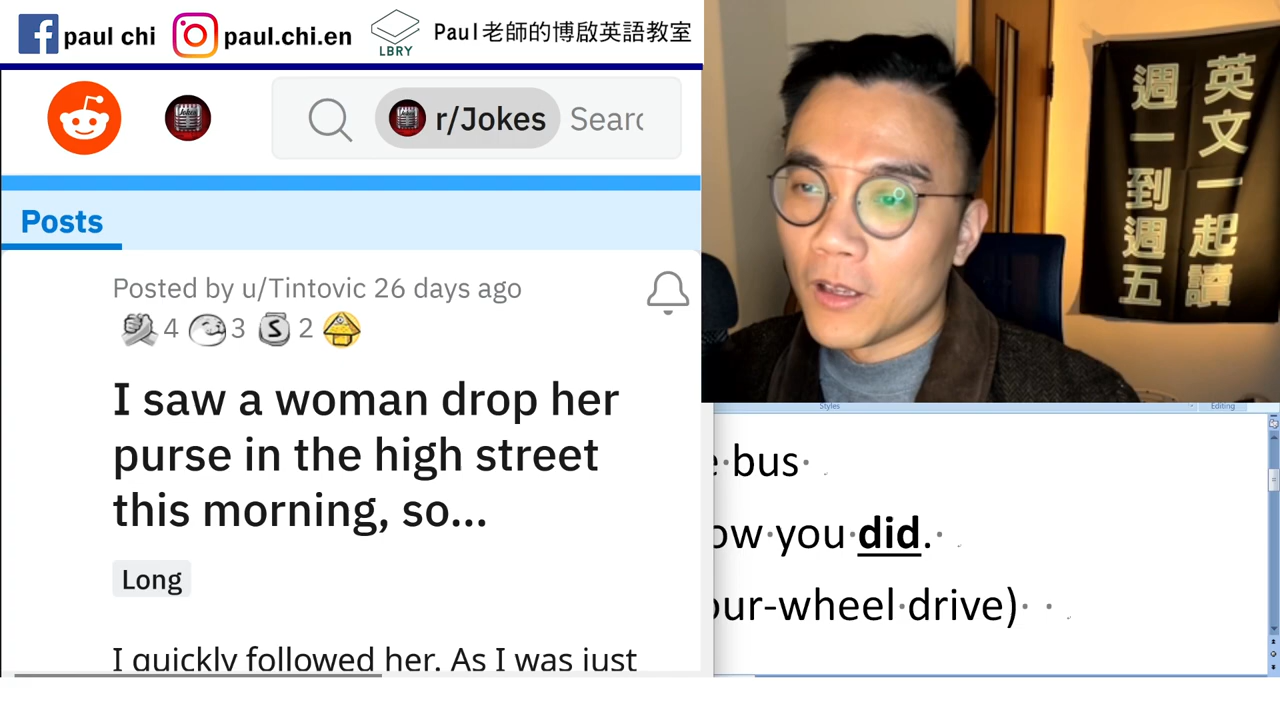 paul chi
paul.chi.en
LBRY
Paul老師的博啟英語教室
r/Jokes
Posts
Posted by u/Tintovic 26 days ago
4 3 S 2
I saw a woman drop her
purse in the high street
this morning, so...
Long
I quickly followed her. As I was just
英文一起讀
週一到週五
Styles
Editing
bus
you did.
our-wheel drive)